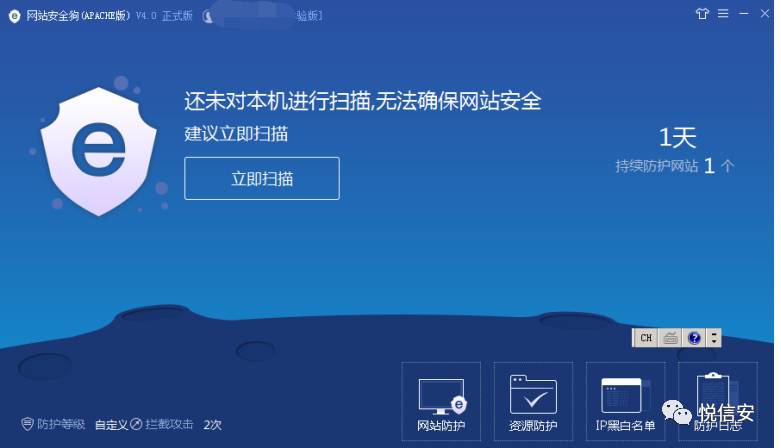 网站安全狗(APACHE版) V4.0 正式版 验版]
还未对本机进行扫描,无法确保网站安全
建议立即扫描
立即扫描
1天
持续防护网站 1 个
CH
防护等级 自定义 拦截攻击 2次
网站防护
资源防护
IP黑白名单
防护日志
悦信安